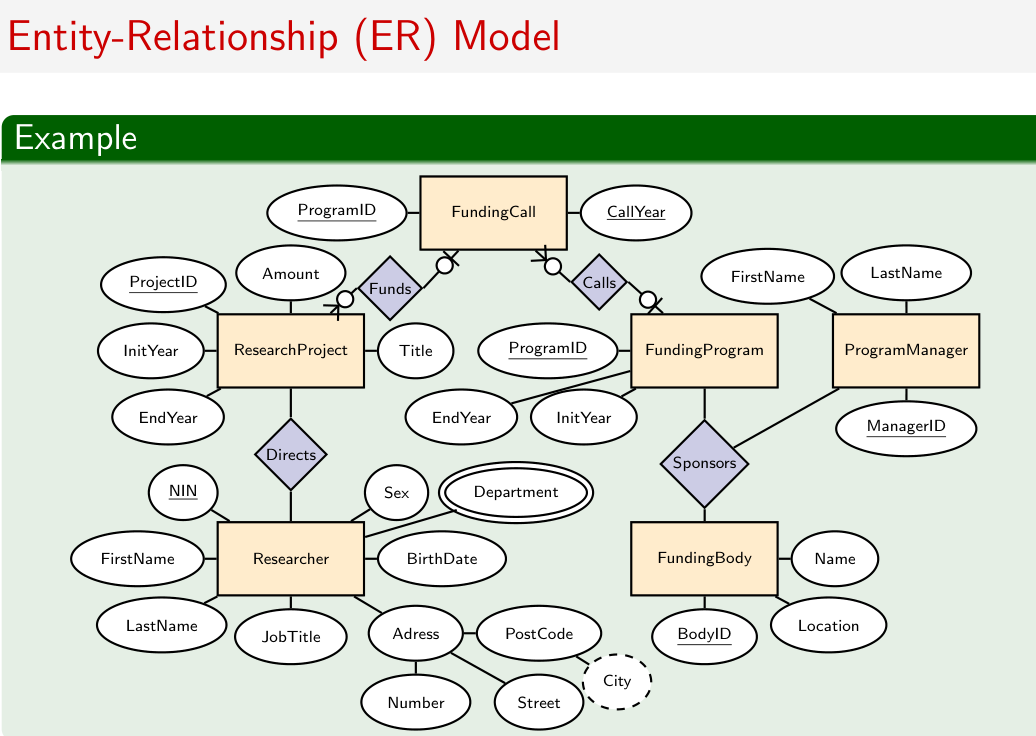 Entity-Relationship (ER) Model
Example
ProgramID
FundingCall
CallYear
ProjectID
Amount
Funds
Calls
FirstName
LastName
InitYear
ResearchProject
Title
ProgramID
FundingProgram
ProgramManager
EndYear
EndYear
InitYear
ManagerID
Directs
Sponsors
NIN
Sex
Department
FirstName
Researcher
BirthDate
FundingBody
Name
LastName
JobTitle
Adress
PostCode
BodyID
Location
City
Number
Street